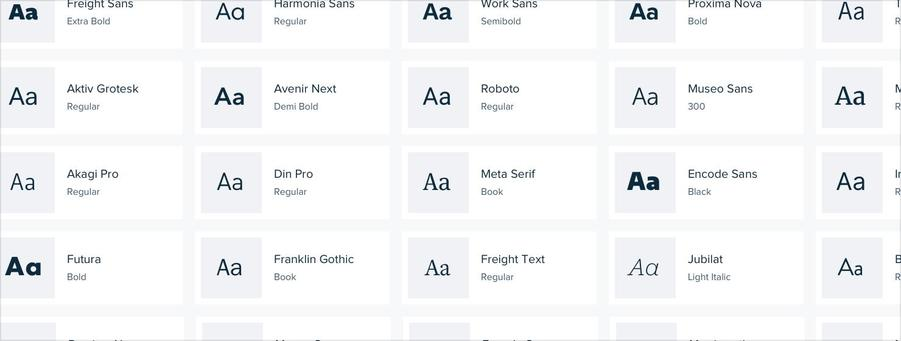 Aa
Freight Sans
Extra Bold
Aa
Harmonia Sans
Regular
Aa
Work Sans
Semibold
Aa
Proxima Nova
Bold
Aa
Aa
Aktiv Grotesk
Regular
Aa
Avenir Next
Demi Bold
Aa
Roboto
Regular
Aa
Museo Sans
300
Aa
Aa
Akagi Pro
Regular
Aa
Din Pro
Regular
Aa
Meta Serif
Book
Aa
Encode Sans
Black
Aa
Aa
Futura
Bold
Aa
Franklin Gothic
Book
Aa
Freight Text
Regular
Aa
Jubilat
Light Italic
Aa